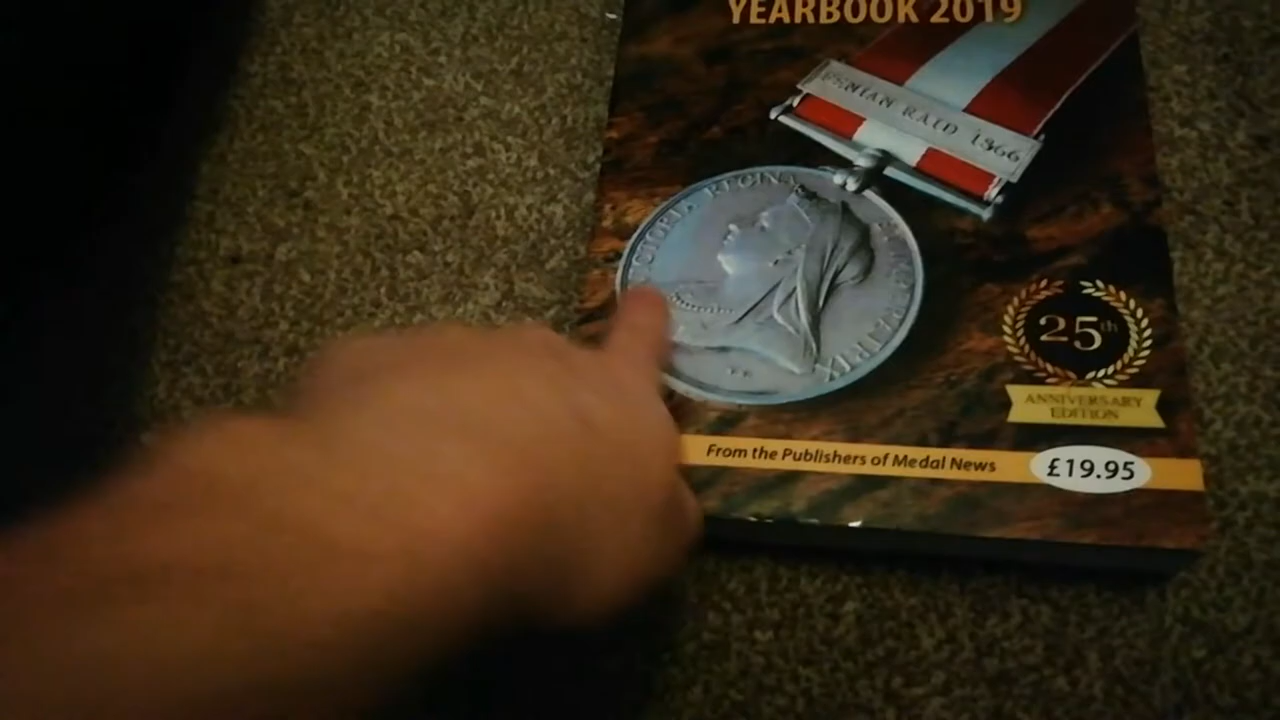 YEARBOOK 2019
FENIAN RAID 1866
VICTORIA REGINA
ET IMPERATRIX
25th
ANNIVERSARY
EDITION
From the Publishers of Medal News
£19.95